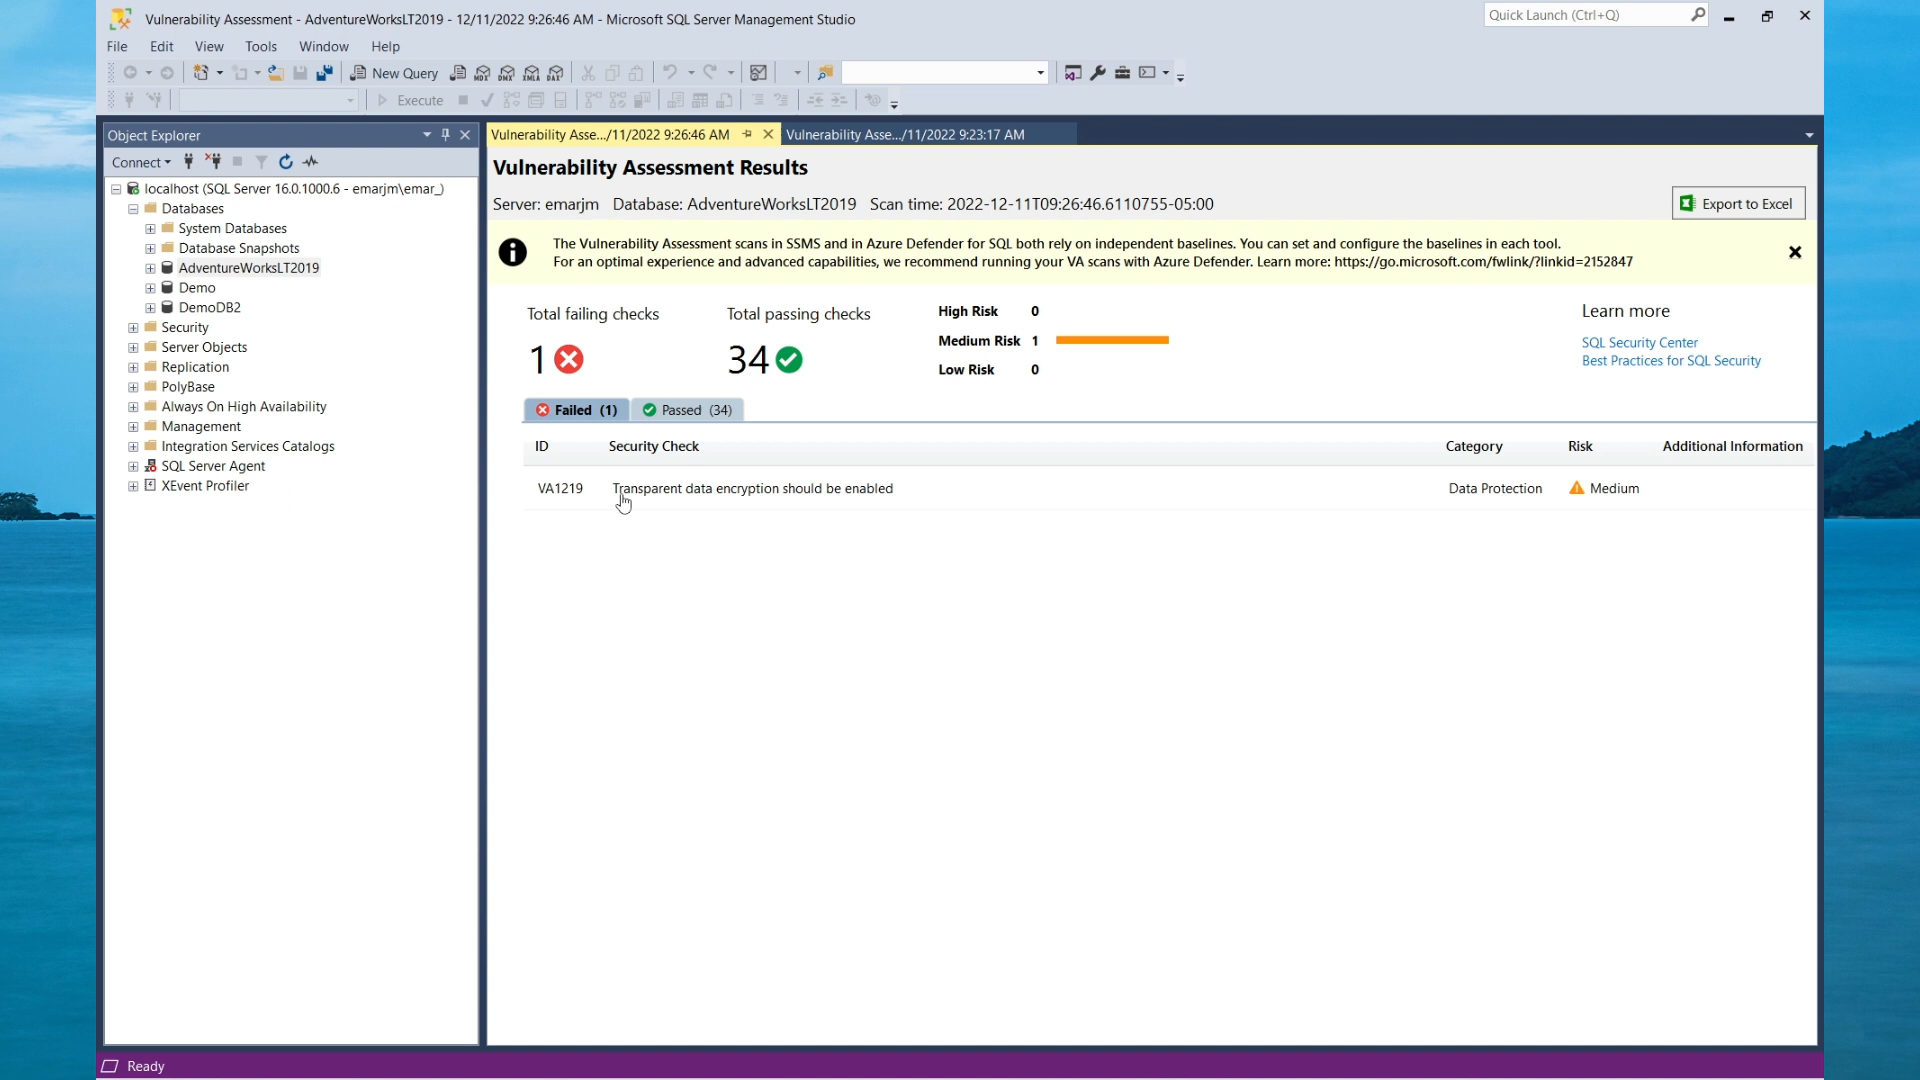 Vulnerability Assessment - AdventureWorksLT2019 - 12/11/2022 9:26:46 AM - Microsoft SQL Server Management Studio
Quick Launch (Ctrl+Q)
File Edit View Tools Window Help
New Query MDX DMX XMLA DAX
Execute
Object Explorer
Connect
localhost (SQL Server 16.0.1000.6 - emarjm\emar_)
Databases
System Databases
Database Snapshots
AdventureWorksLT2019
Demo
DemoDB2
Security
Server Objects
Replication
PolyBase
Always On High Availability
Management
Integration Services Catalogs
SQL Server Agent
XEvent Profiler
Vulnerability Asse.../11/2022 9:26:46 AM
Vulnerability Asse.../11/2022 9:23:17 AM
Vulnerability Assessment Results
Server: emarjm Database: AdventureWorksLT2019 Scan time: 2022-12-11T09:26:46.6110755-05:00
Export to Excel
The Vulnerability Assessment scans in SSMS and in Azure Defender for SQL both rely on independent baselines. You can set and configure the baselines in each tool.
For an optimal experience and advanced capabilities, we recommend running your VA scans with Azure Defender. Learn more: https://go.microsoft.com/fwlink/?linkid=2152847
Total failing checks
1
Total passing checks
34
High Risk 0
Medium Risk 1
Low Risk 0
Learn more
SQL Security Center
Best Practices for SQL Security
Failed (1) Passed (34)
ID Security Check Category Risk Additional Information
VA1219 Transparent data encryption should be enabled Data Protection Medium
Ready